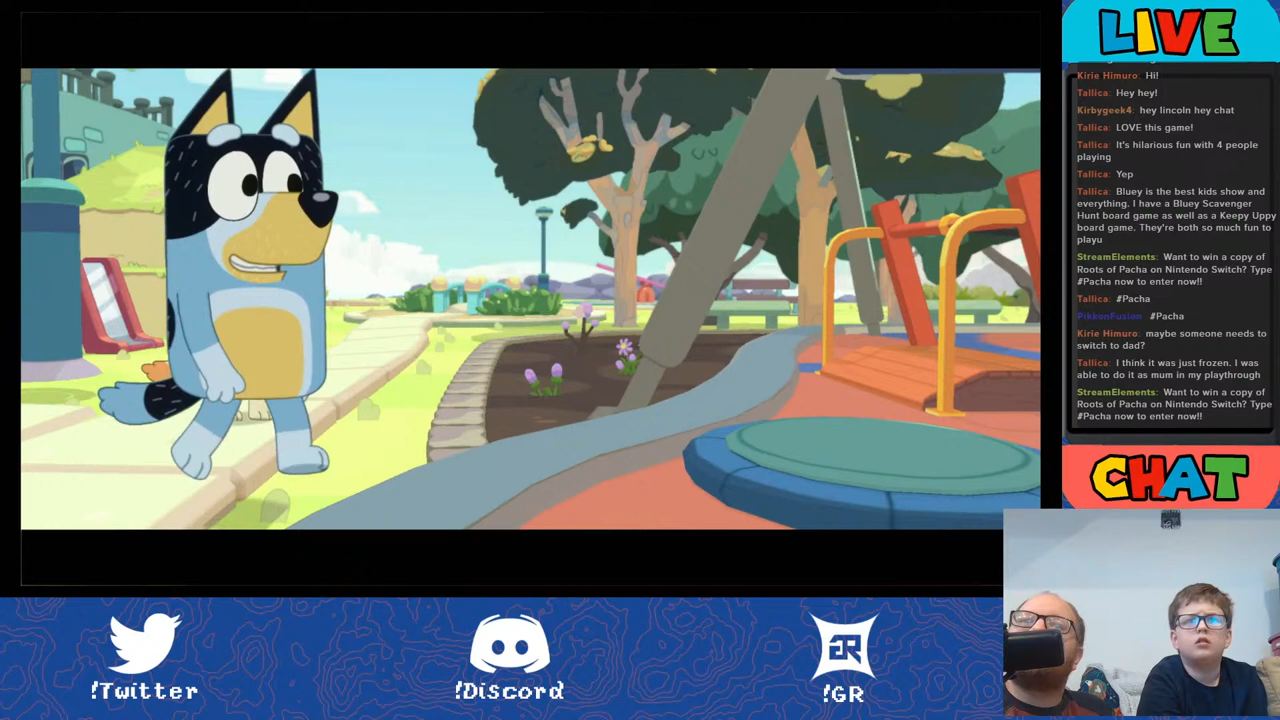 LIVE
Kirie Himuro: Hi!
Tallica: Hey hey!
Kirbygeek4: hey lincoln hey chat
Tallica: LOVE this game!
Tallica: It's hilarious fun with 4 people
playing
Tallica: Yep
Tallica: Bluey is the best kids show and
everything. I have a Bluey Scavenger
Hunt board game as well as a Keepy Uppy
board game. They're both so much fun to
playu
StreamElements: Want to win a copy of
Roots of Pacha on Nintendo Switch? Type
#Pacha now to enter now!!
Tallica: #Pacha
PikkonFusion #Pacha
Kirie Himuro: maybe someone needs to
switch to dad?
Tallica: I think it was just frozen. I was
able to do it as mum in my playthrough
StreamElements: Want to win a copy of
Roots of Pacha on Nintendo Switch? Type
#Pacha now to enter now!!
CHAT
!Twitter
!Discord
GR
!GR